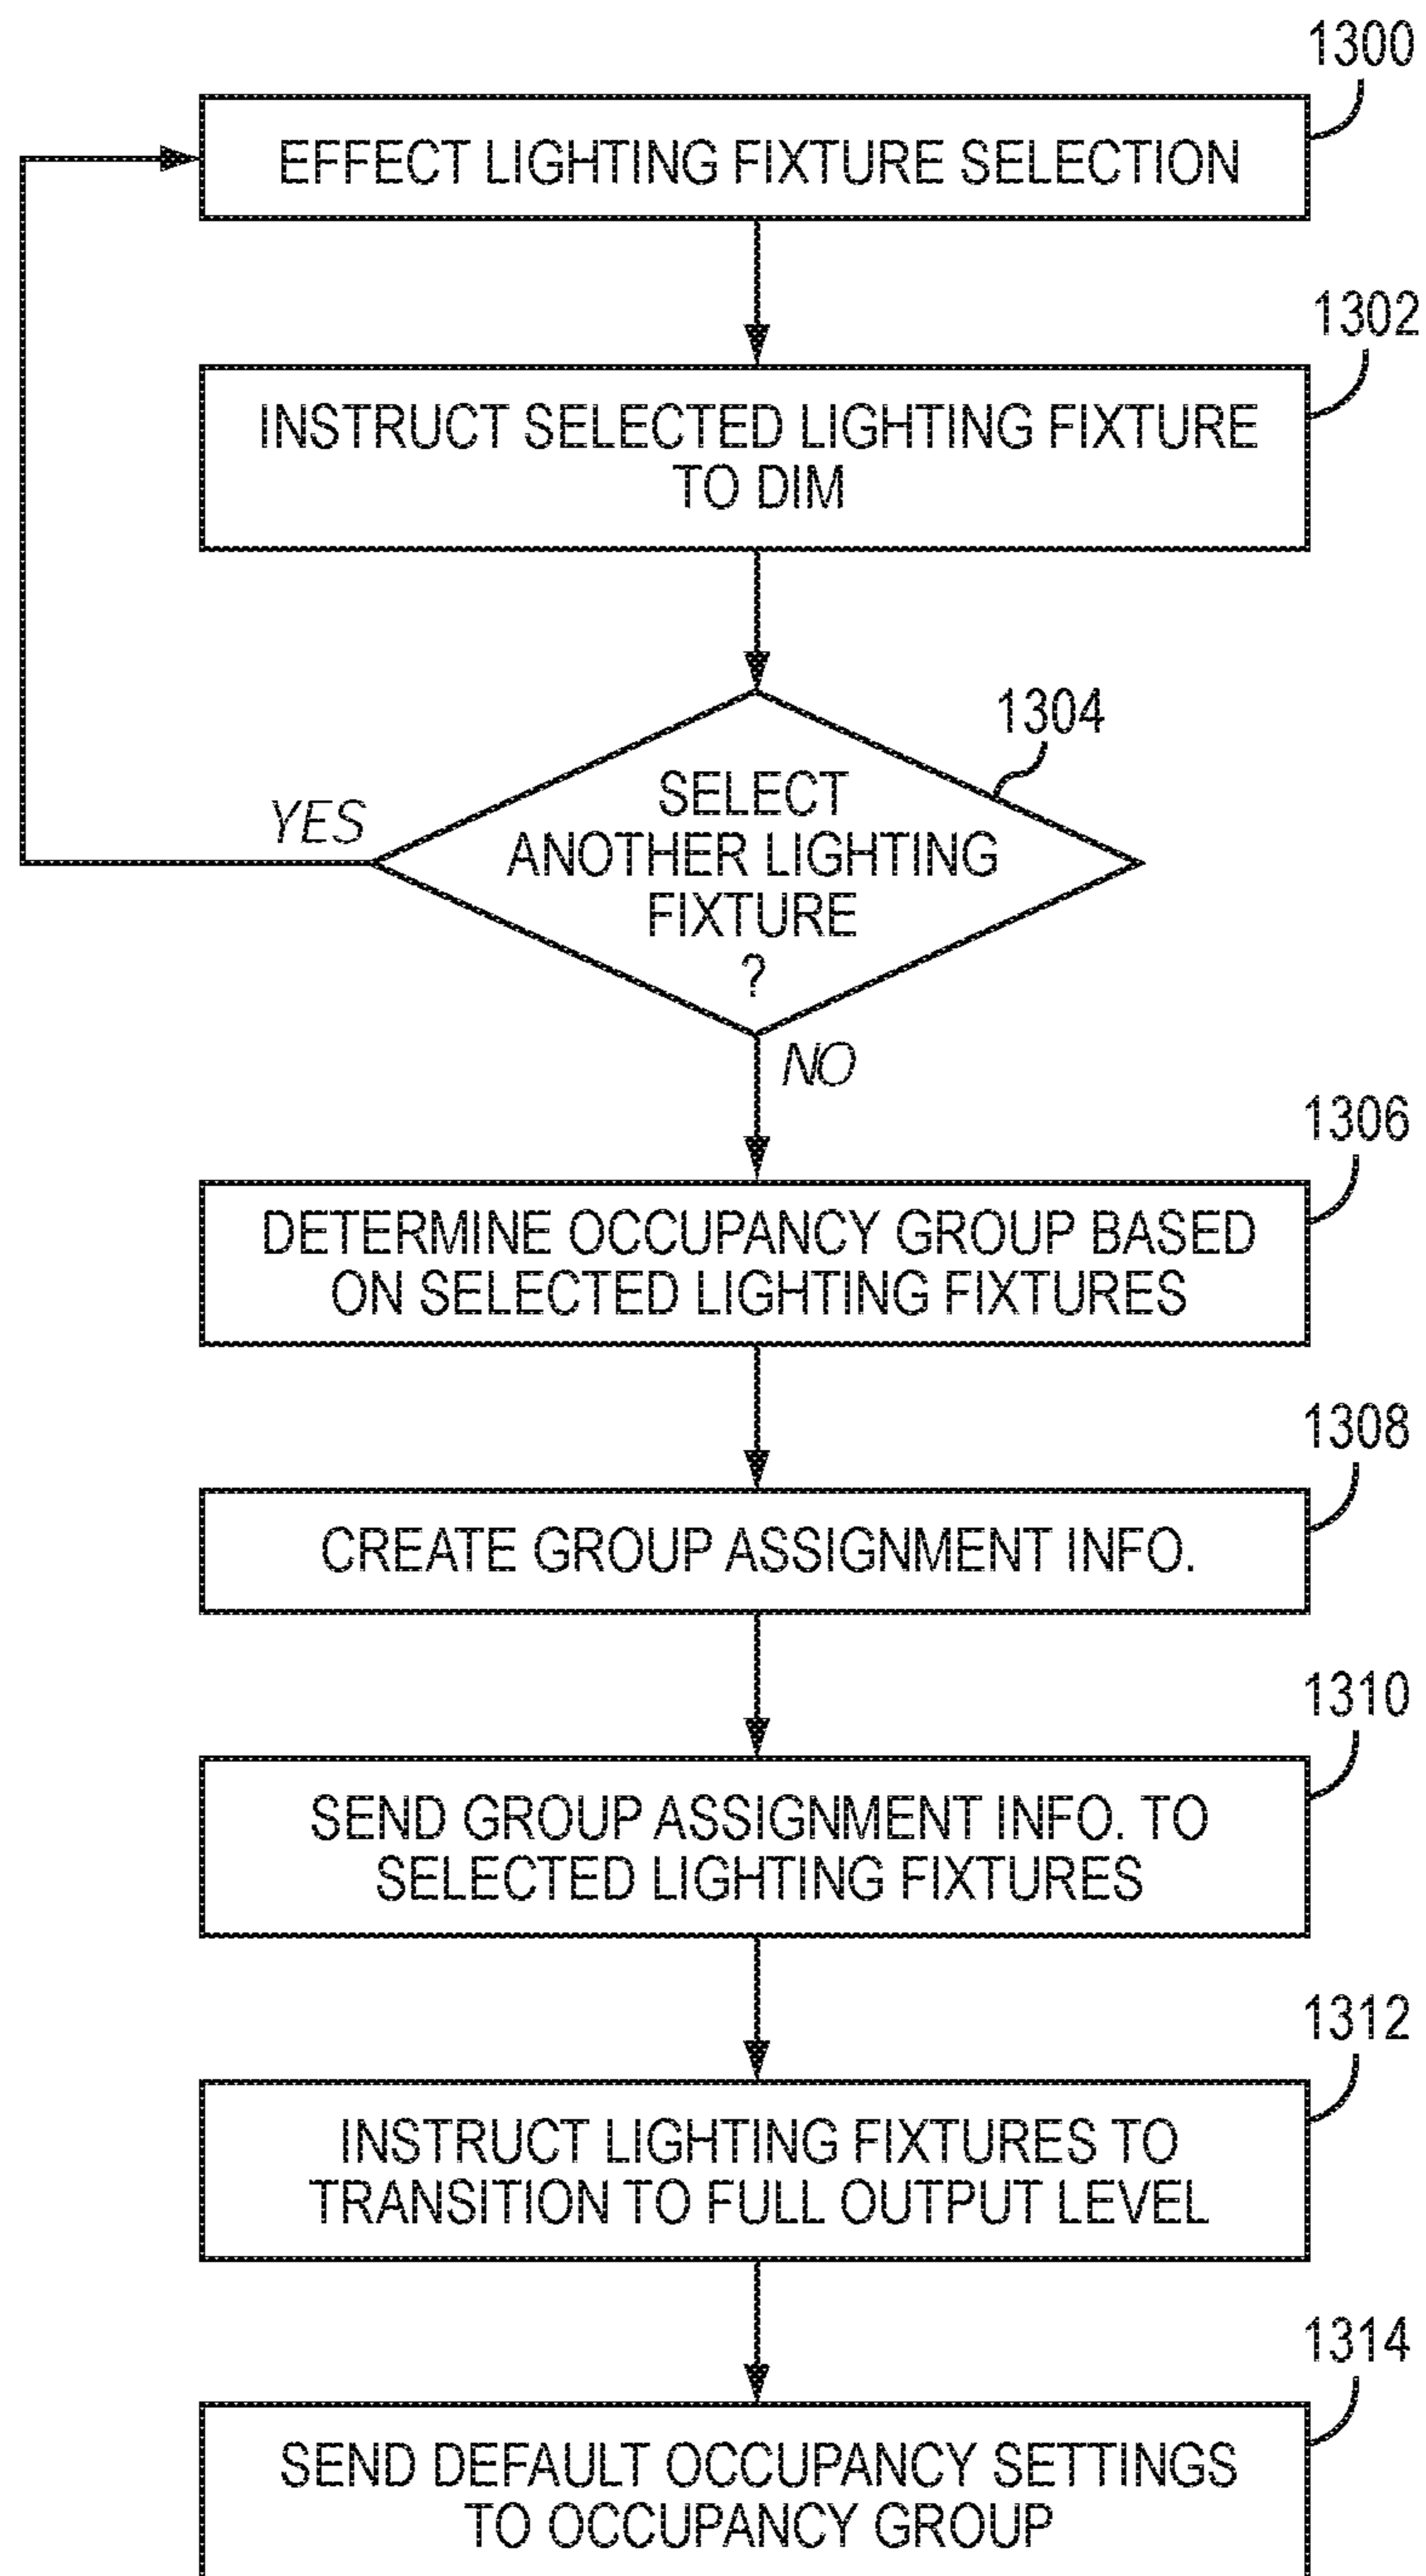 1300
EFFECT LIGHTING FIXTURE SELECTION
1302
INSTRUCT SELECTED LIGHTING FIXTURE
TO DIM
1304
SELECT
ANOTHER LIGHTING
FIXTURE
?
YES
NO
1306
DETERMINE OCCUPANCY GROUP BASED
ON SELECTED LIGHTING FIXTURES
1308
CREATE GROUP ASSIGNMENT INFO.
1310
SEND GROUP ASSIGNMENT INFO. TO
SELECTED LIGHTING FIXTURES
1312
INSTRUCT LIGHTING FIXTURES TO
TRANSITION TO FULL OUTPUT LEVEL
1314
SEND DEFAULT OCCUPANCY SETTINGS
TO OCCUPANCY GROUP